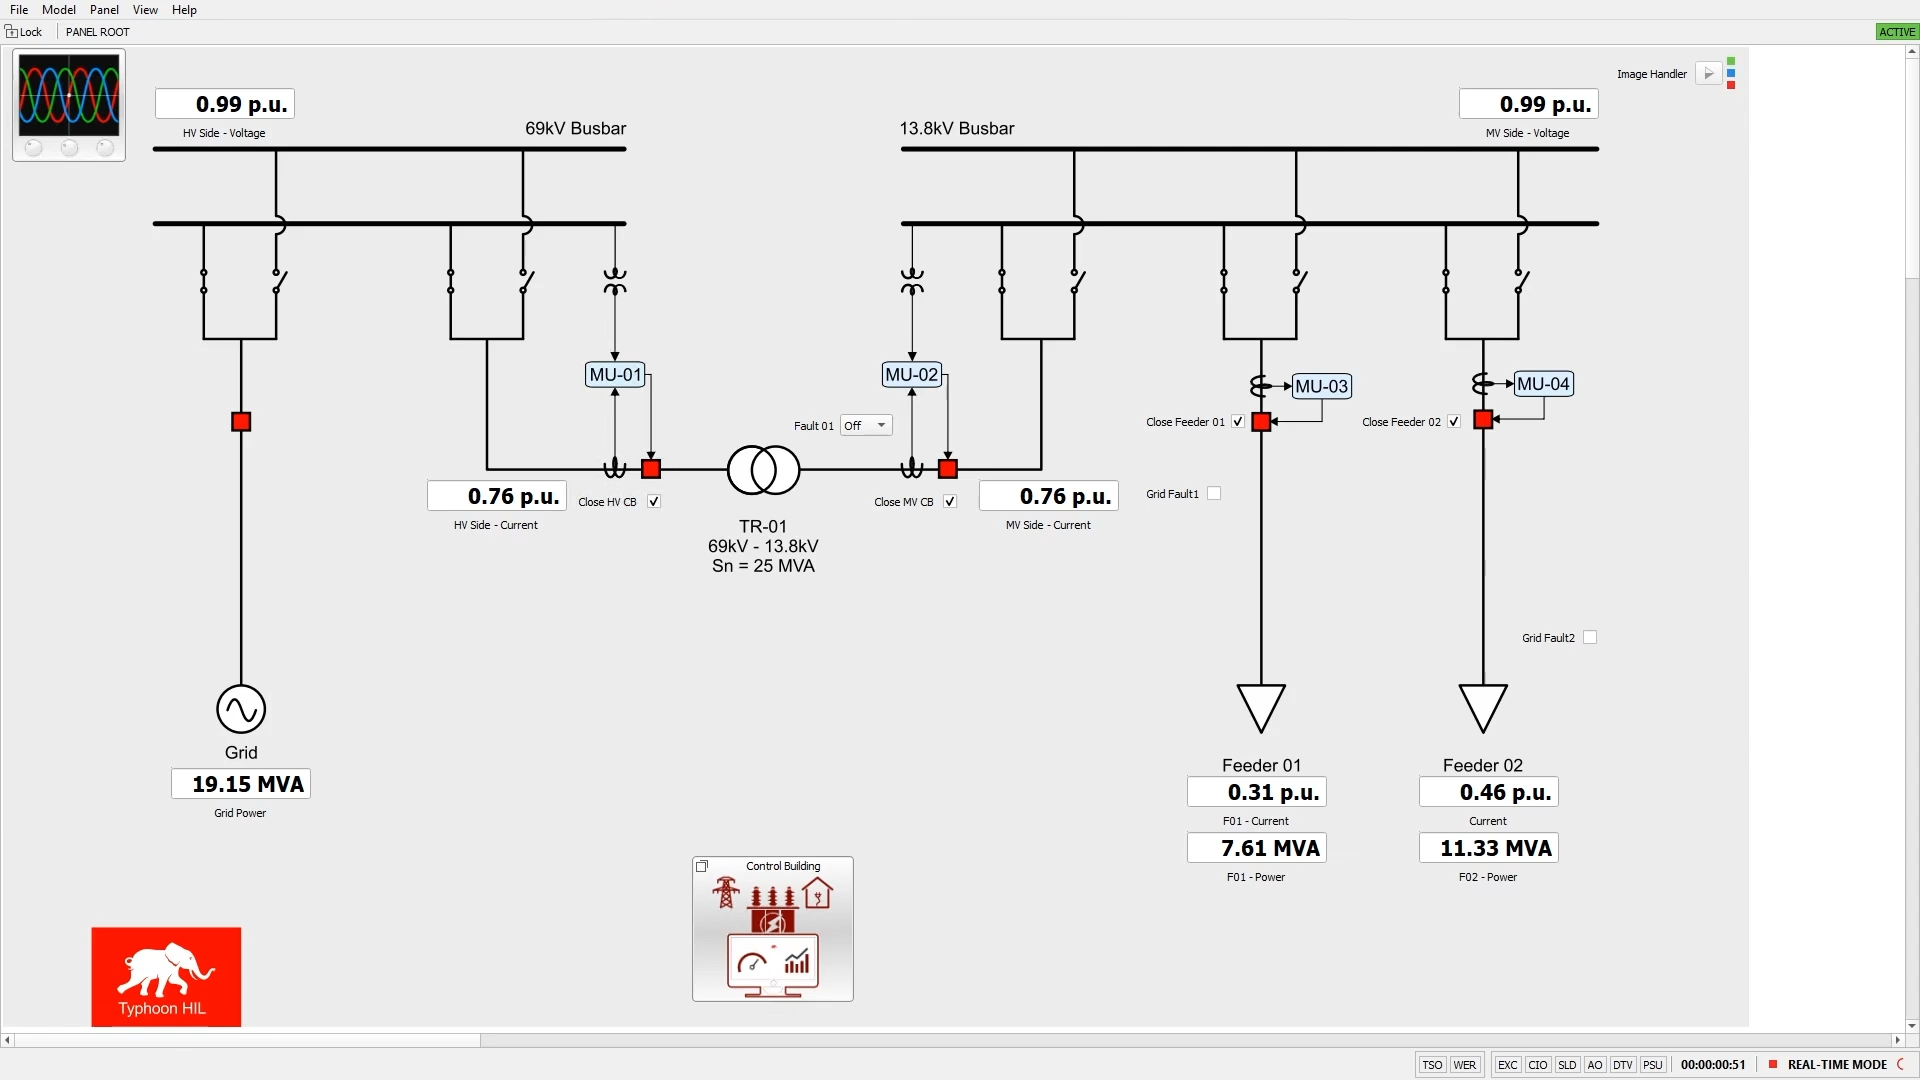 File Model Panel View Help
Lock PANEL ROOT ACTIVE
Image Handler
0.99 p.u.
HV Side - Voltage
69kV Busbar
13.8kV Busbar
0.99 p.u.
MV Side - Voltage
MU-01
MU-02
MU-03
MU-04
Fault 01 Off
Close Feeder 01
Close Feeder 02
0.76 p.u.
HV Side - Current
Close HV CB
Close MV CB
0.76 p.u.
MV Side - Current
Grid Fault1
TR-01
69kV - 13.8kV
Sn = 25 MVA
Grid Fault2
Grid
19.15 MVA
Grid Power
Feeder 01
0.31 p.u.
F01 - Current
7.61 MVA
F01 - Power
Feeder 02
0.46 p.u.
Current
11.33 MVA
F02 - Power
Control Building
Typhoon HIL
TSO WER EXC CIO SLD AO DTV PSU 00:00:00:51 REAL-TIME MODE